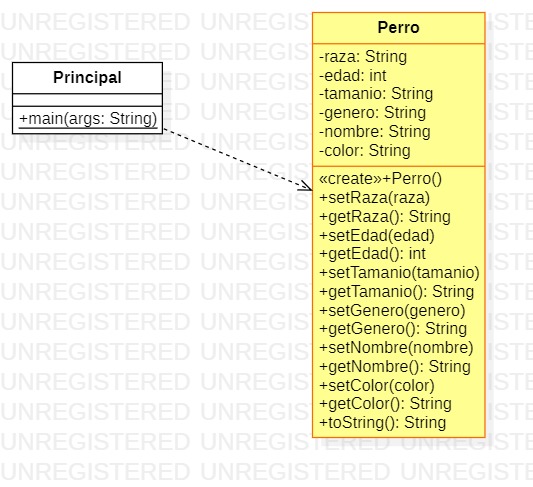 Principal
+main(args: String)
Perro
-raza: String
-edad: int
-tamanio: String
-genero: String
-nombre: String
-color: String
«create»+Perro()
+setRaza(raza)
+getRaza(): String
+setEdad(edad)
+getEdad(): int
+setTamanio(tamanio)
+getTamanio(): String
+setGenero(genero)
+getGenero(): String
+setNombre(nombre)
+getNombre(): String
+setColor(color)
+getColor(): String
+toString(): String
UNREGISTERED UNREGISTERED UNREGISTERED